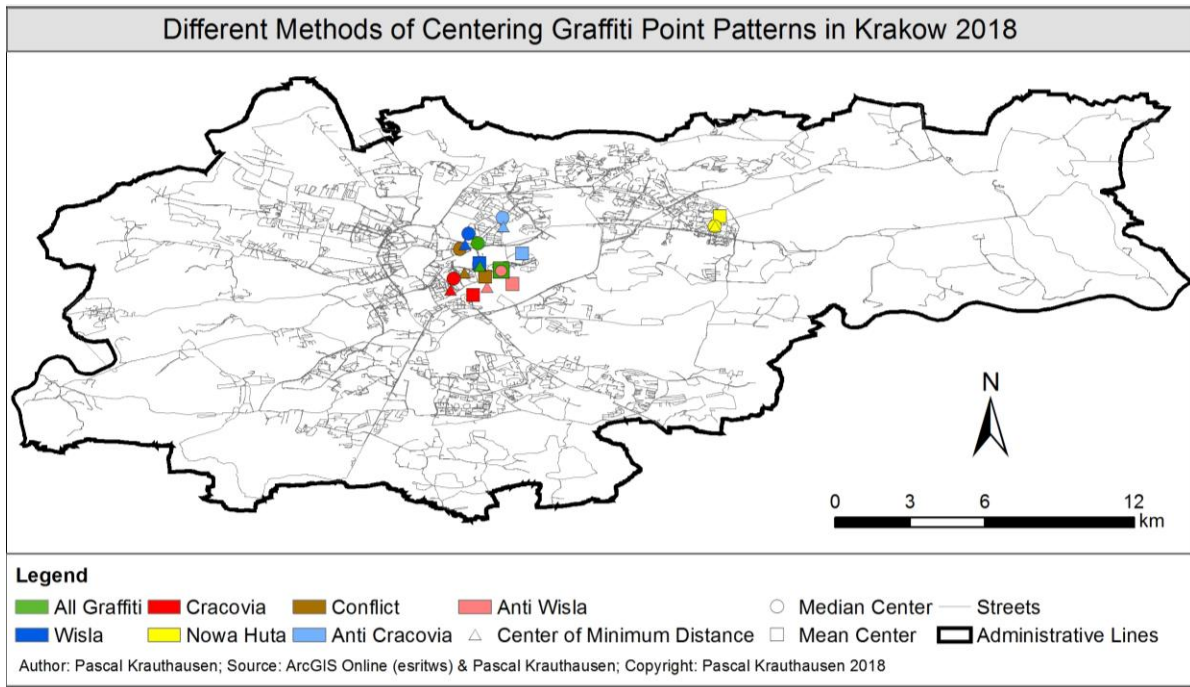 Different Methods of Centering Graffiti Point Patterns in Krakow 2018
N
0 3 6 12
km
Legend
All Graffiti Cracovia Conflict Anti Wisla Median Center Streets
Wisla Nowa Huta Anti Cracovia Center of Minimum Distance Mean Center Administrative Lines
Author: Pascal Krauthausen; Source: ArcGIS Online (esritws) & Pascal Krauthausen; Copyright: Pascal Krauthausen 2018